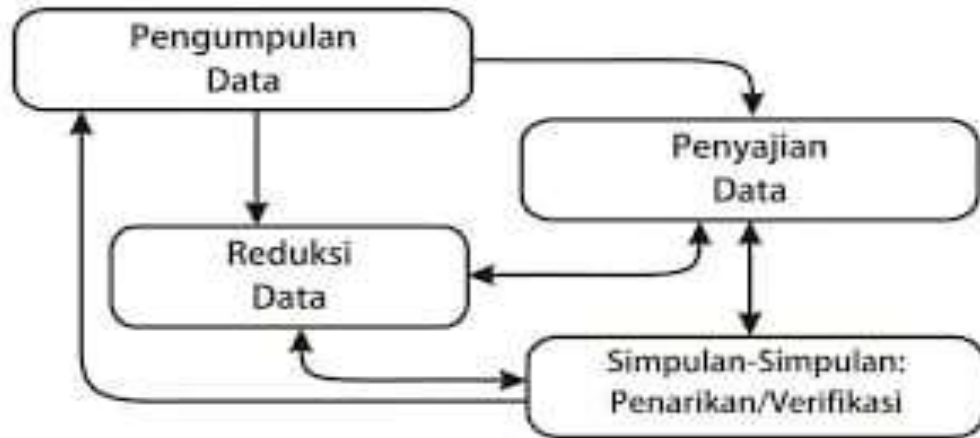 Pengumpulan
Data
Penyajian
Data
Reduksi
Data
Simpulan-Simpulan:
Penarikan/Verifikasi